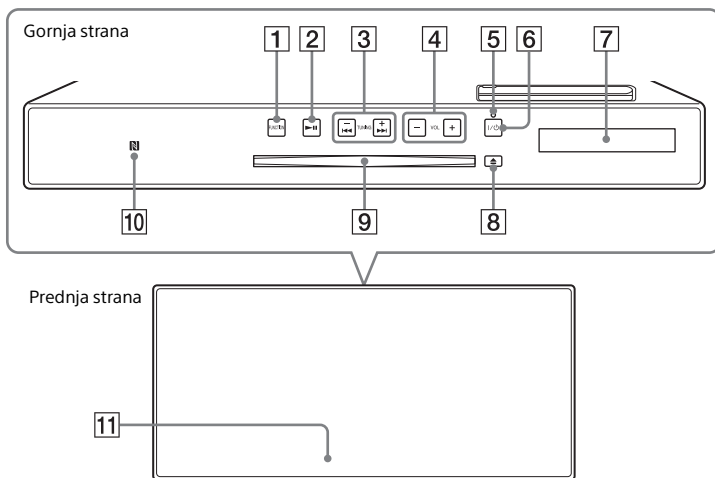 Gornja strana
1 2 3 4 5 6 7
FUNCTION TUNING − + VOL − +
10 9 8
Prednja strana
11